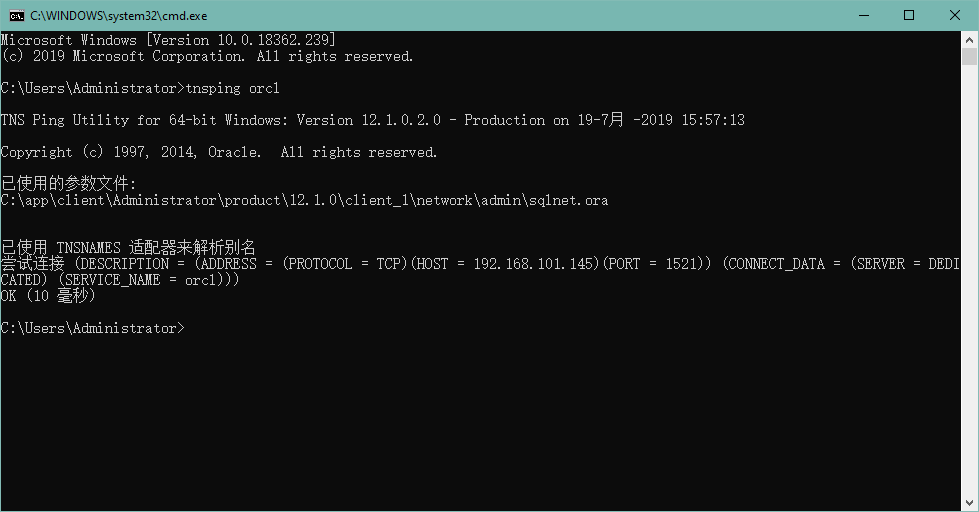 C:\WINDOWS\system32\cmd.exe
Microsoft Windows [Version 10.0.18362.239]
(c) 2019 Microsoft Corporation. All rights reserved.
C:\Users\Administrator>tnsping orcl
TNS Ping Utility for 64-bit Windows: Version 12.1.0.2.0 - Production on 19-7月 -2019 15:57:13
Copyright (c) 1997, 2014, Oracle.  All rights reserved.
已使用的参数文件:
C:\app\client\Administrator\product\12.1.0\client_1\network\admin\sqlnet.ora
已使用 TNSNAMES 适配器来解析别名
尝试连接 (DESCRIPTION = (ADDRESS = (PROTOCOL = TCP)(HOST = 192.168.101.145)(PORT = 1521)) (CONNECT_DATA = (SERVER = DEDI
CATED) (SERVICE_NAME = orcl)))
OK (10 毫秒)
C:\Users\Administrator>